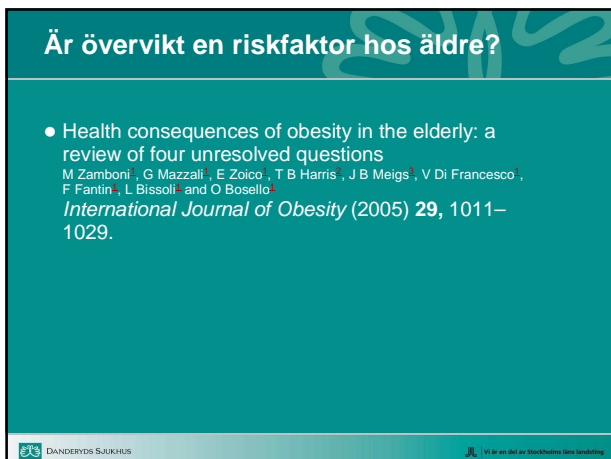 Är övervikt en riskfaktor hos äldre?
● Health consequences of obesity in the elderly: a
review of four unresolved questions
M Zamboni1, G Mazzali1, E Zoico1, T B Harris2, J B Meigs3, V Di Francesco1,
F Fantin1, L Bissoli1 and O Bosello1
International Journal of Obesity (2005) 29, 1011–
1029.
DANDERYDS SJUKHUS
Vi är en del av Stockholms läns landsting